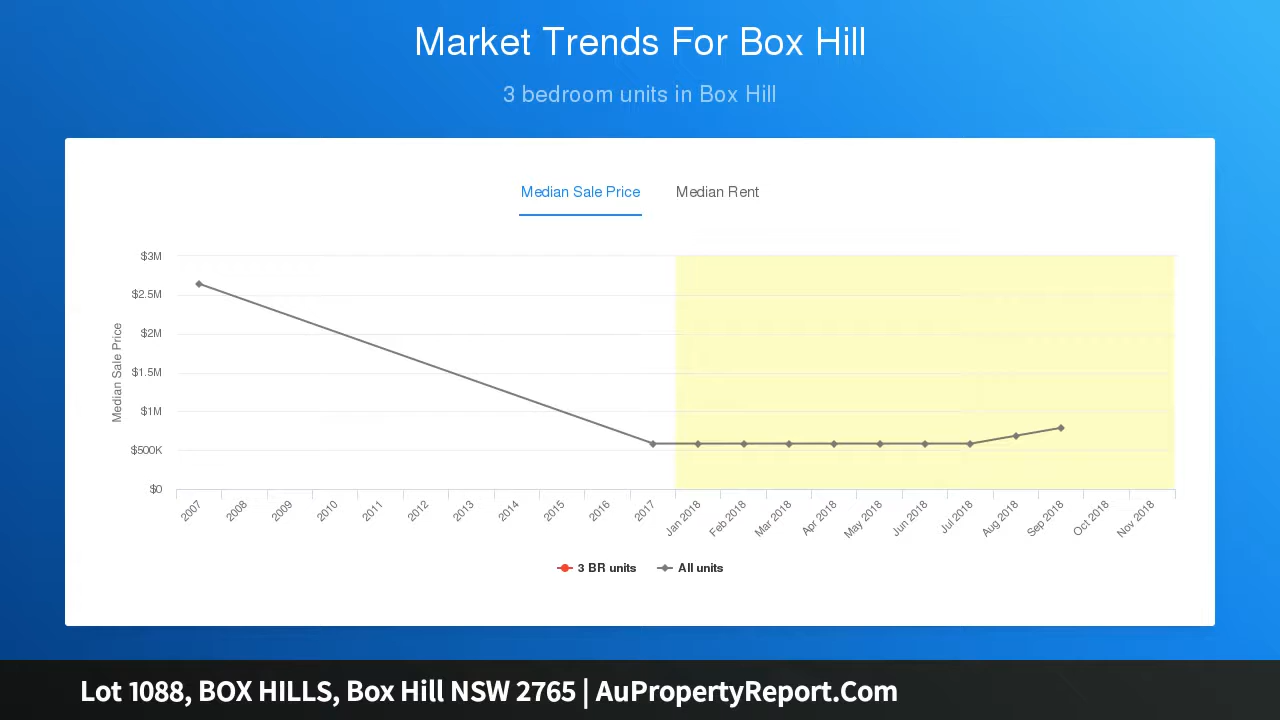 Market Trends For Box Hill
3 bedroom units in Box Hill
Median Sale Price
Median Rent
Median Sale Price
$3M
$2.5M
$2M
$1.5M
$1M
$500K
$0
2007
2008
2009
2010
2011
2012
2013
2014
2015
2016
2017
Jan 2018
Feb 2018
Mar 2018
Apr 2018
May 2018
Jun 2018
Jul 2018
Aug 2018
Sep 2018
Oct 2018
Nov 2018
3 BR units
All units
Lot 1088, BOX HILLS, Box Hill NSW 2765 | AuPropertyReport.Com